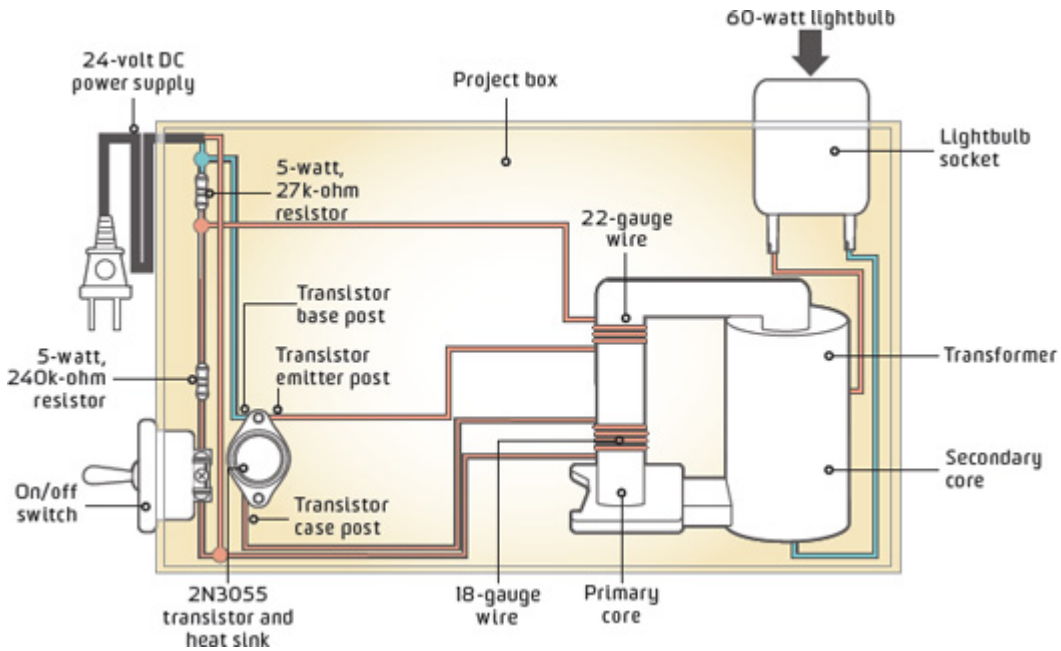 60-watt lightbulb
24-volt DC
power supply
Project box
Lightbulb
socket
5-watt,
27k-ohm
resistor
22-gauge
wire
Transistor
base post
Transistor
emitter post
5-watt,
240k-ohm
resistor
Transformer
On/off
switch
Secondary
core
Transistor
case post
2N3055
transistor and
heat sink
18-gauge
wire
Primary
core